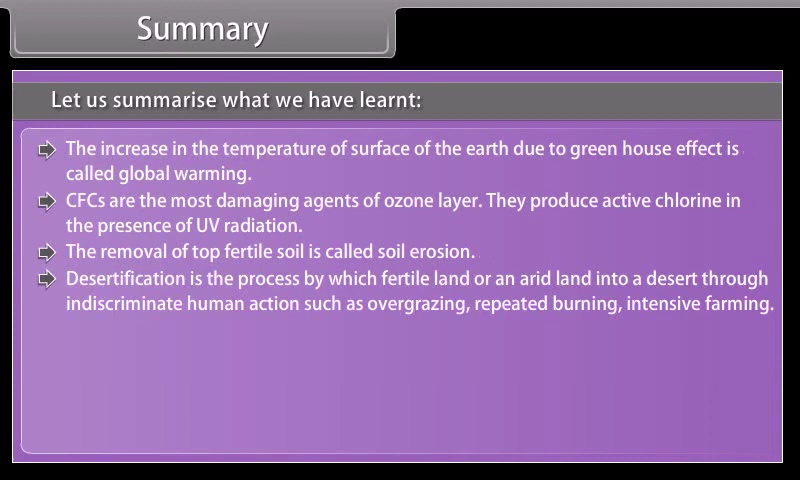 Summary
Let us summarise what we have learnt:
The increase in the temperature of surface of the earth due to green house effect is
called global warming.
CFCs are the most damaging agents of ozone layer. They produce active chlorine in
the presence of UV radiation.
The removal of top fertile soil is called soil erosion.
Desertification is the process by which fertile land or an arid land into a desert through
indiscriminate human action such as overgrazing, repeated burning, intensive farming.